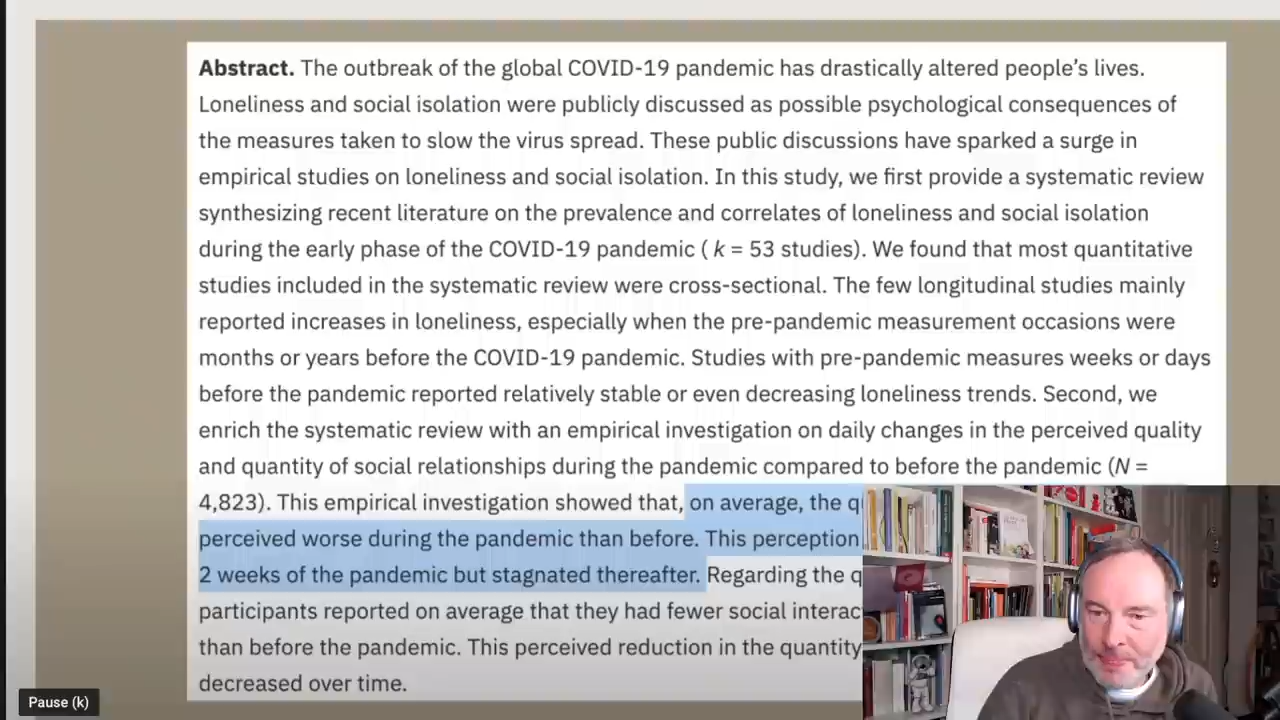 Abstract. The outbreak of the global COVID-19 pandemic has drastically altered people's lives.
Loneliness and social isolation were publicly discussed as possible psychological consequences of
the measures taken to slow the virus spread. These public discussions have sparked a surge in
empirical studies on loneliness and social isolation. In this study, we first provide a systematic review
synthesizing recent literature on the prevalence and correlates of loneliness and social isolation
during the early phase of the COVID-19 pandemic ( k = 53 studies). We found that most quantitative
studies included in the systematic review were cross-sectional. The few longitudinal studies mainly
reported increases in loneliness, especially when the pre-pandemic measurement occasions were
months or years before the COVID-19 pandemic. Studies with pre-pandemic measures weeks or days
before the pandemic reported relatively stable or even decreasing loneliness trends. Second, we
enrich the systematic review with an empirical investigation on daily changes in the perceived quality
and quantity of social relationships during the pandemic compared to before the pandemic (N =
4,823). This empirical investigation showed that, on average, the
perceived worse during the pandemic than before. This perception
2 weeks of the pandemic but stagnated thereafter. Regarding the
participants reported on average that they had fewer social
than before the pandemic. This perceived reduction in the quantity
decreased over time.
Pause (k)